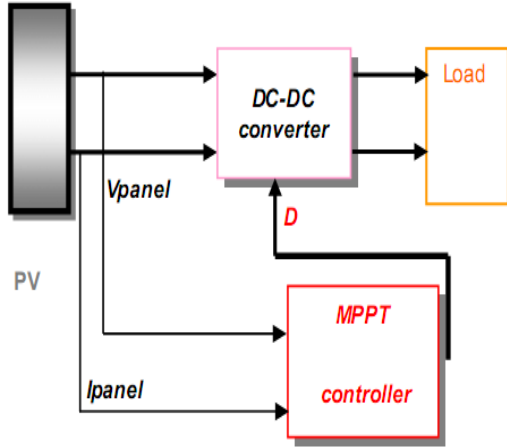 DC-DC
converter
Load
Vpanel
D
PV
MPPT
Ipanel
controller